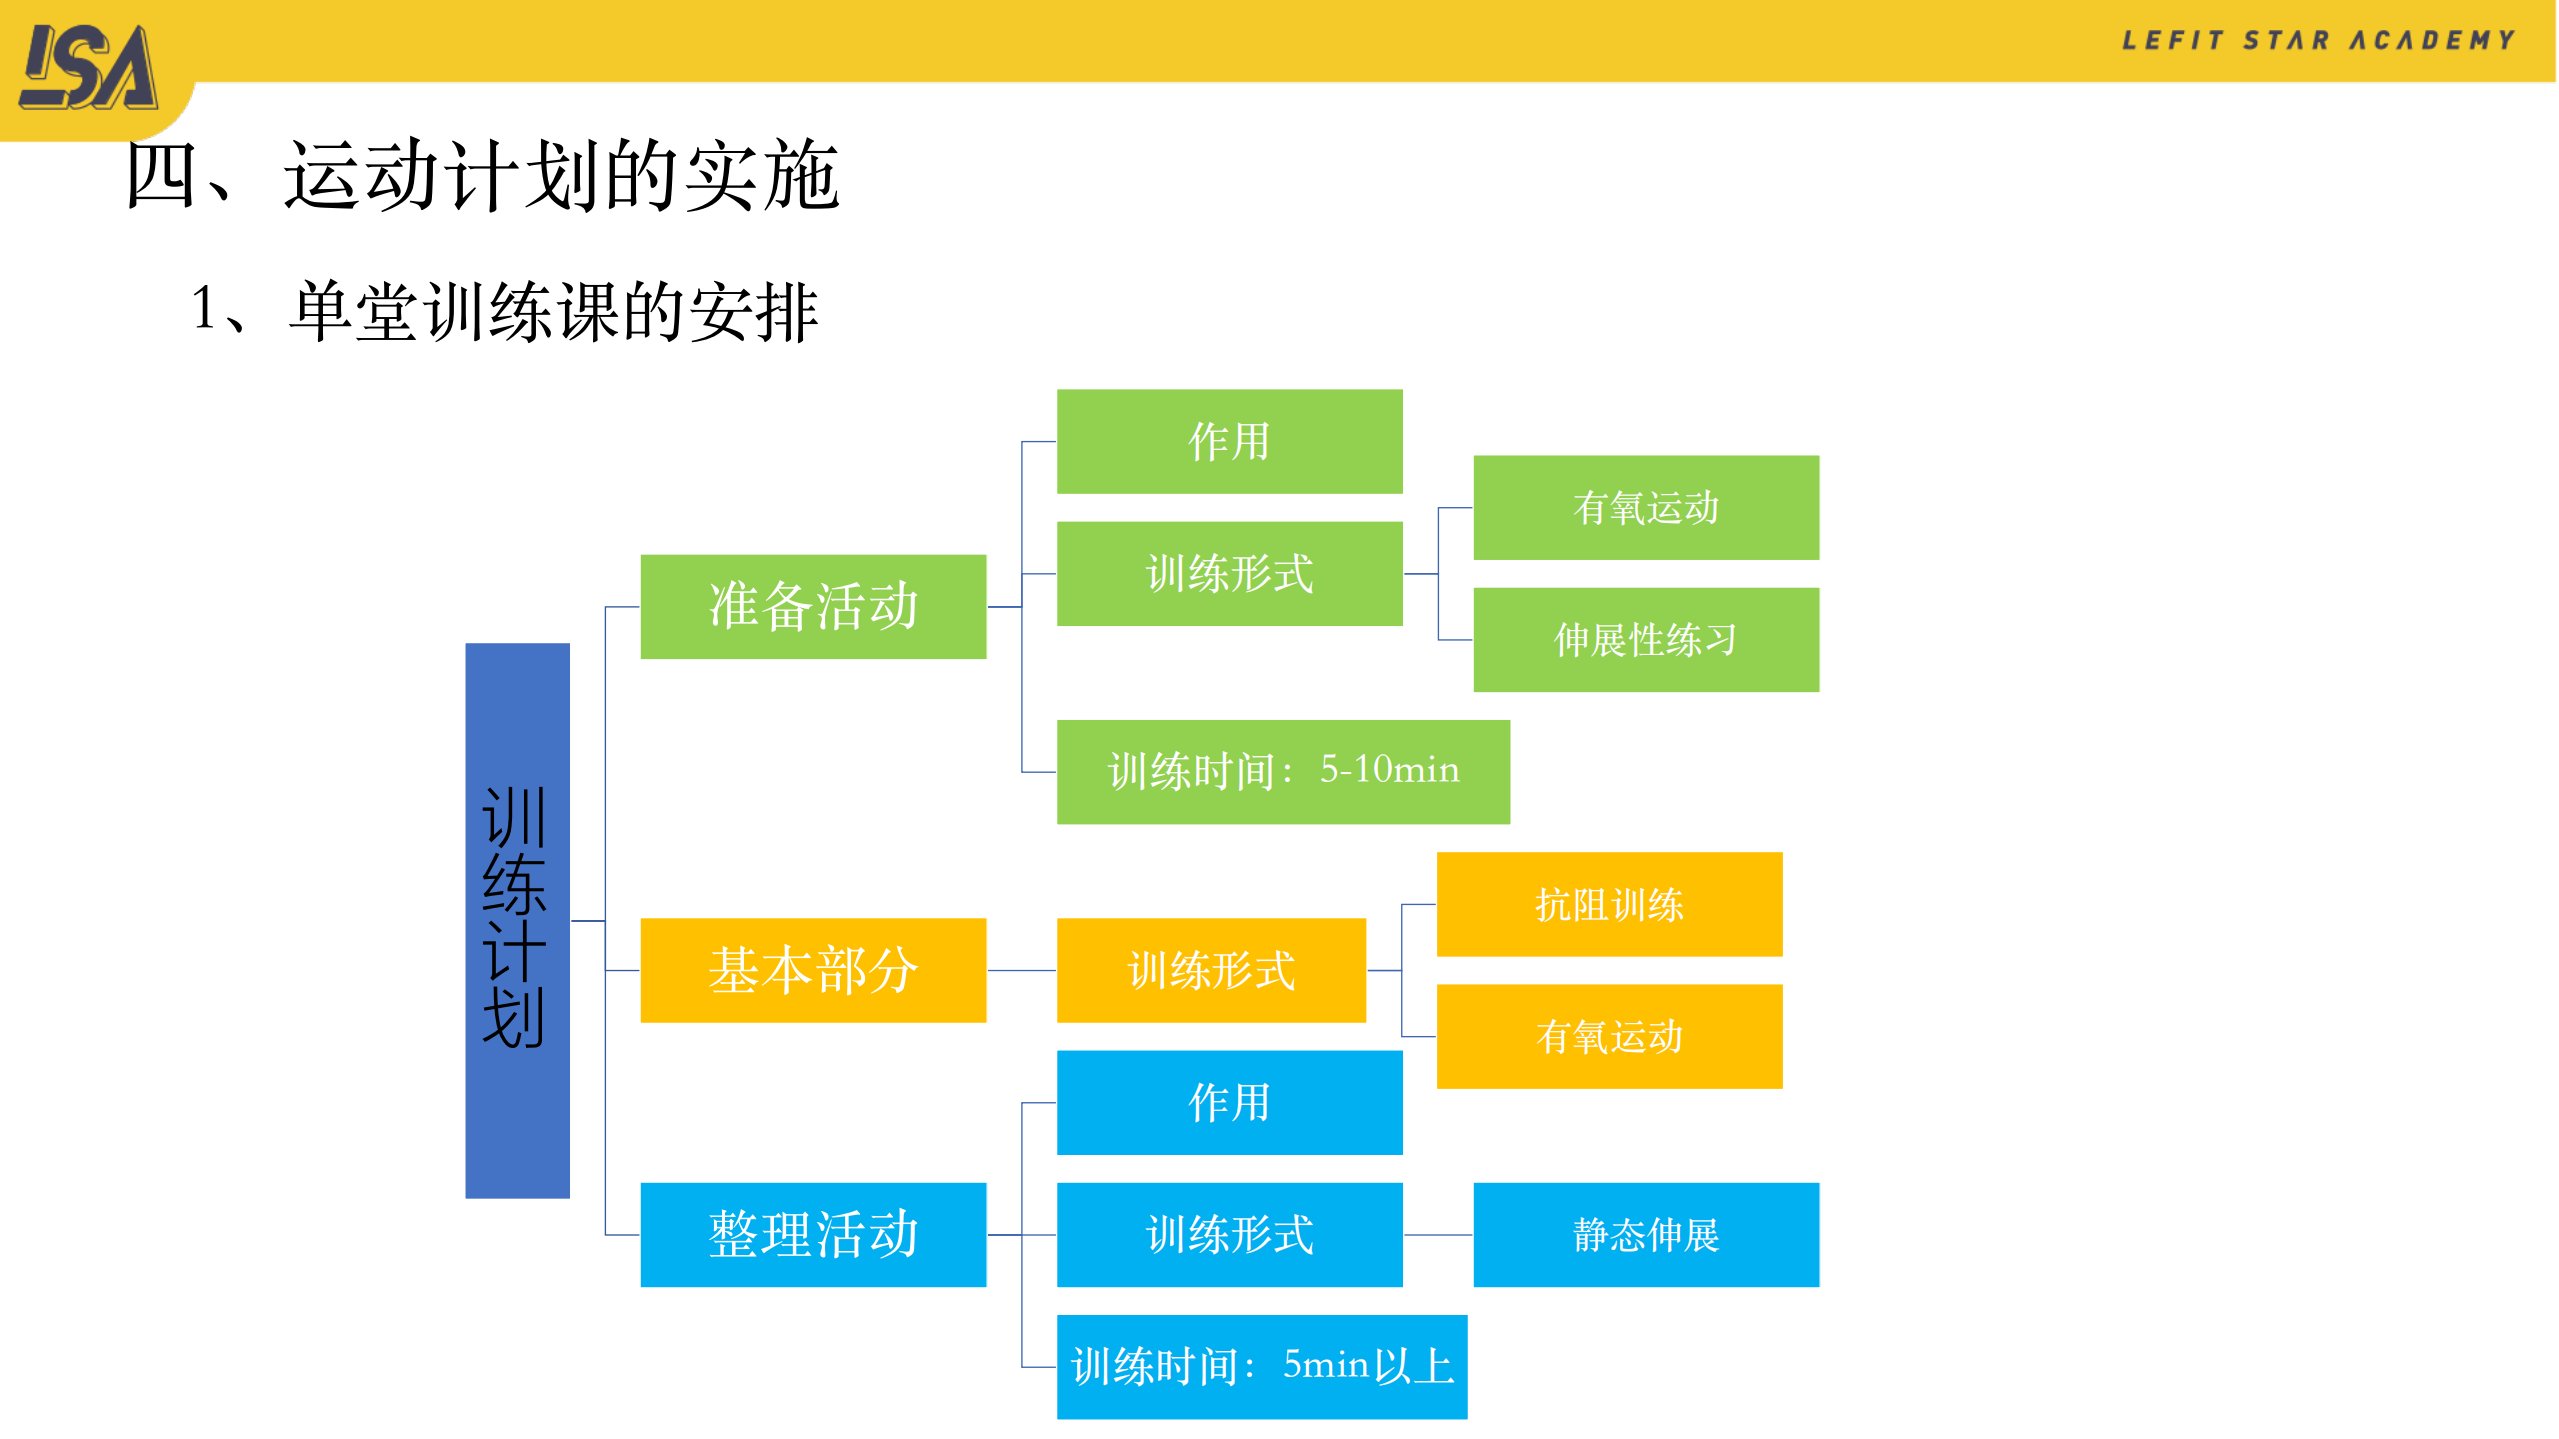 LSA
LEFIT STAR ACADEMY
四、运动计划的实施
1、单堂训练课的安排
训练计划
准备活动
作用
训练形式
有氧运动
伸展性练习
训练时间：5-10min
基本部分
训练形式
抗阻训练
有氧运动
整理活动
作用
训练形式
静态伸展
训练时间：5min以上